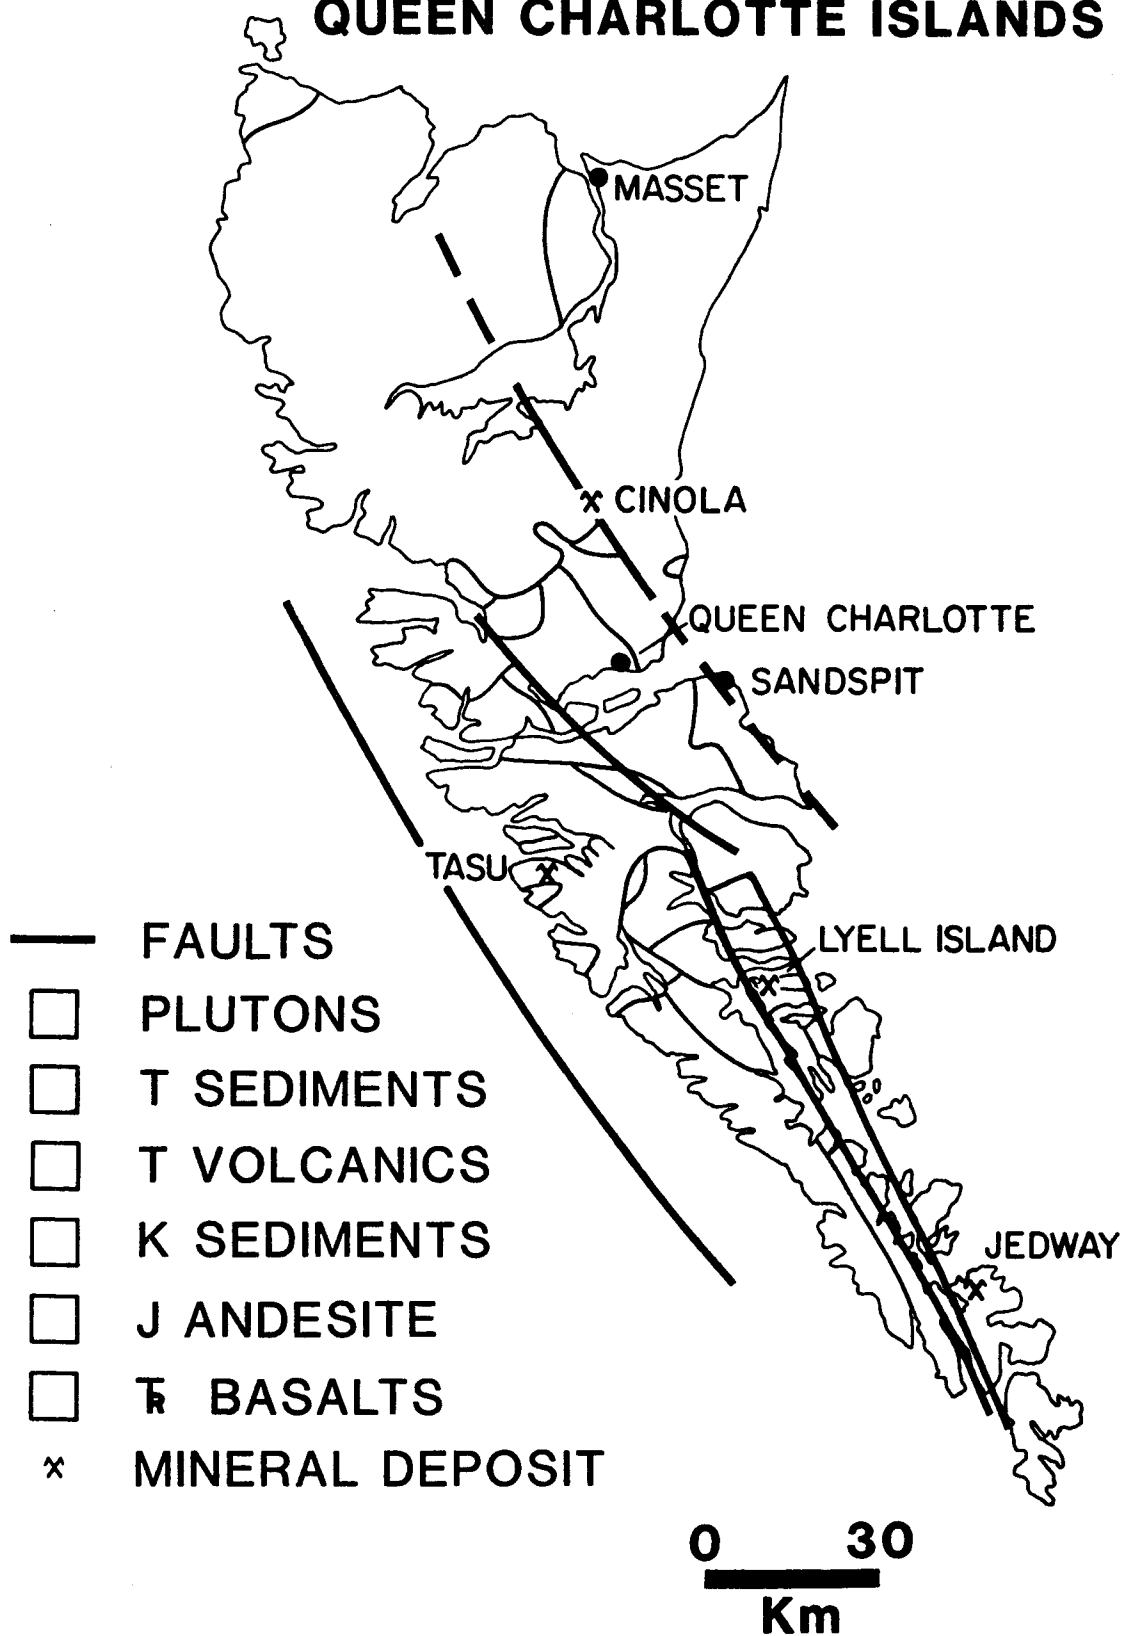 QUEEN CHARLOTTE ISLANDS
MASSET
CINOLA
QUEEN CHARLOTTE
SANDSPIT
TASU
LYELL ISLAND
JEDWAY
FAULTS
PLUTONS
T SEDIMENTS
T VOLCANICS
K SEDIMENTS
J ANDESITE
TR BASALTS
MINERAL DEPOSIT
0 30
Km